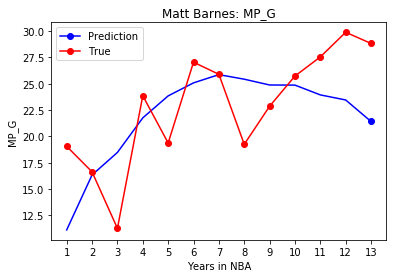 Matt Barnes: MP_G
Prediction
True
MP_G
30.0
27.5
25.0
22.5
20.0
17.5
15.0
12.5
1 2 3 4 5 6 7 8 9 10 11 12 13
Years in NBA